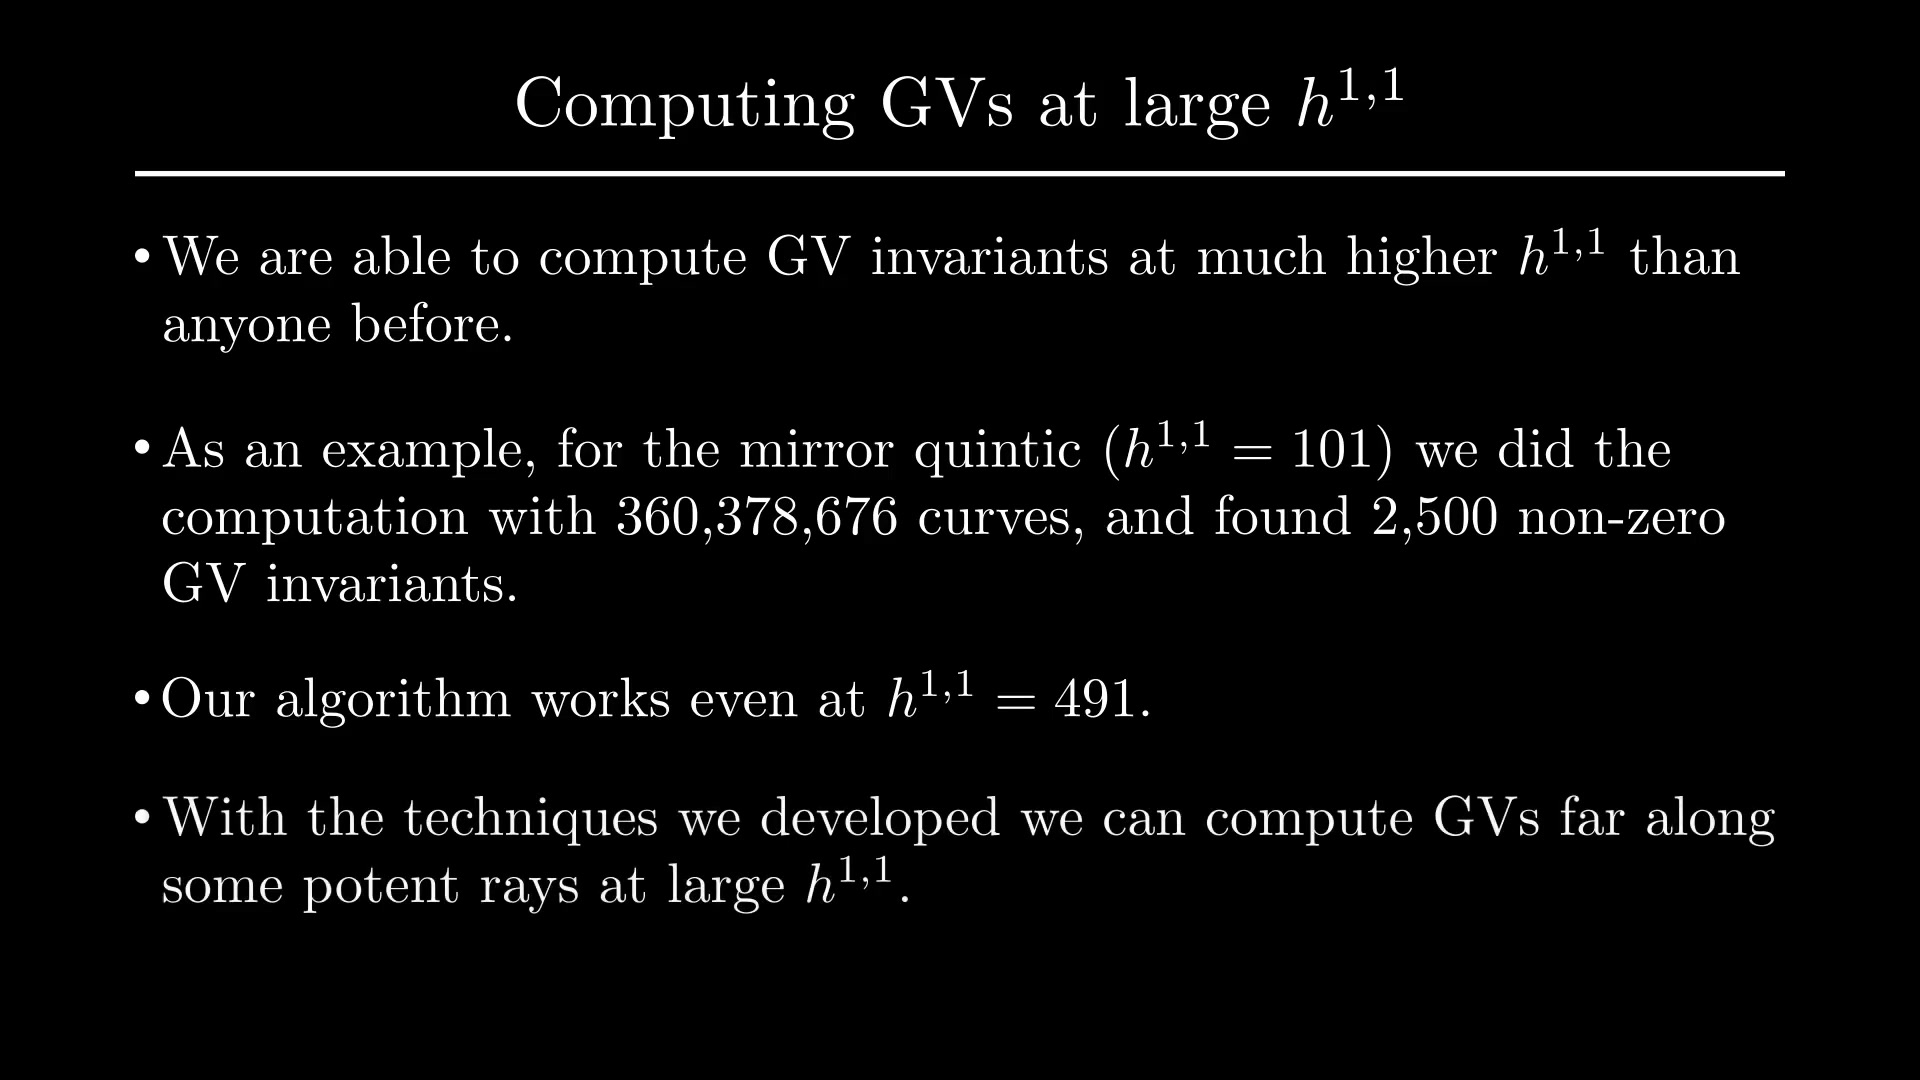 Computing GVs at large h^{1,1}
• We are able to compute GV invariants at much higher h^{1,1} than
anyone before.
• As an example, for the mirror quintic (h^{1,1} = 101) we did the
computation with 360,378,676 curves, and found 2,500 non-zero
GV invariants.
• Our algorithm works even at h^{1,1} = 491.
• With the techniques we developed we can compute GVs far along
some potent rays at large h^{1,1}.